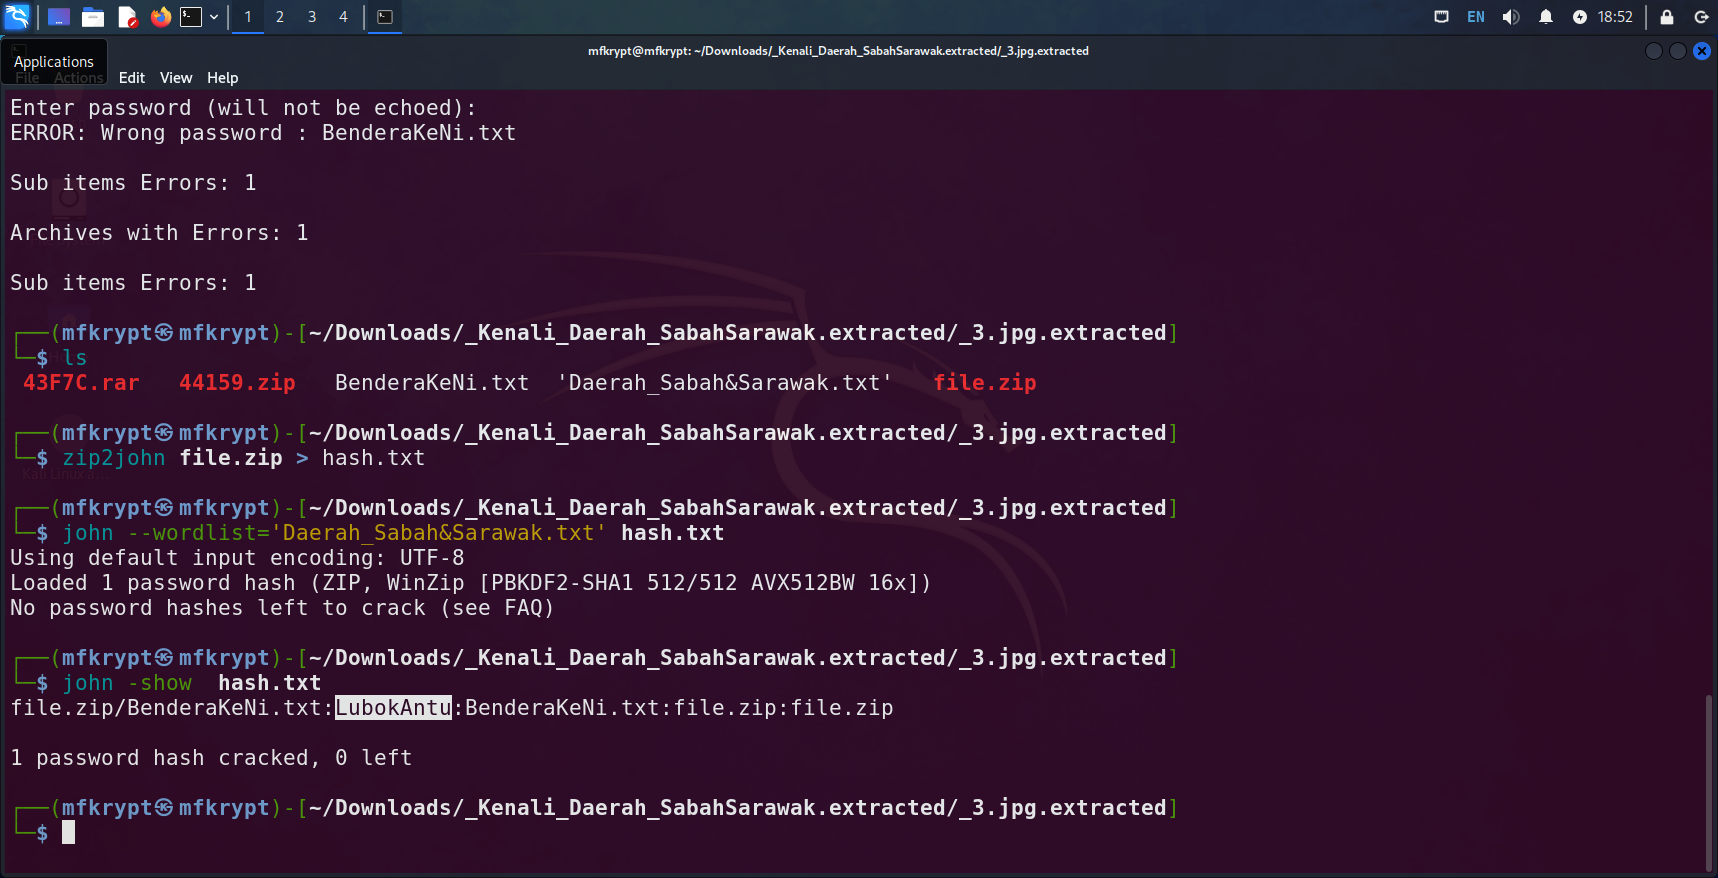 1 2 3 4
EN 18:52
mfkrypt@mfkrypt: ~/Downloads/_Kenali_Daerah_SabahSarawak.extracted/_3.jpg.extracted
Applications
File Actions Edit View Help
Enter password (will not be echoed):
ERROR: Wrong password : BenderaKeNi.txt
Sub items Errors: 1
Archives with Errors: 1
Sub items Errors: 1
┌──(mfkrypt㉿mfkrypt)-[~/Downloads/_Kenali_Daerah_SabahSarawak.extracted/_3.jpg.extracted]
└─$ ls
43F7C.rar 44159.zip BenderaKeNi.txt 'Daerah_Sabah&Sarawak.txt' file.zip
┌──(mfkrypt㉿mfkrypt)-[~/Downloads/_Kenali_Daerah_SabahSarawak.extracted/_3.jpg.extracted]
└─$ zip2john file.zip > hash.txt
Kali Linux a...
┌──(mfkrypt㉿mfkrypt)-[~/Downloads/_Kenali_Daerah_SabahSarawak.extracted/_3.jpg.extracted]
└─$ john --wordlist='Daerah_Sabah&Sarawak.txt' hash.txt
Using default input encoding: UTF-8
Loaded 1 password hash (ZIP, WinZip [PBKDF2-SHA1 512/512 AVX512BW 16x])
No password hashes left to crack (see FAQ)
┌──(mfkrypt㉿mfkrypt)-[~/Downloads/_Kenali_Daerah_SabahSarawak.extracted/_3.jpg.extracted]
└─$ john -show  hash.txt
file.zip/BenderaKeNi.txt:LubokAntu:BenderaKeNi.txt:file.zip:file.zip
1 password hash cracked, 0 left
┌──(mfkrypt㉿mfkrypt)-[~/Downloads/_Kenali_Daerah_SabahSarawak.extracted/_3.jpg.extracted]
└─$